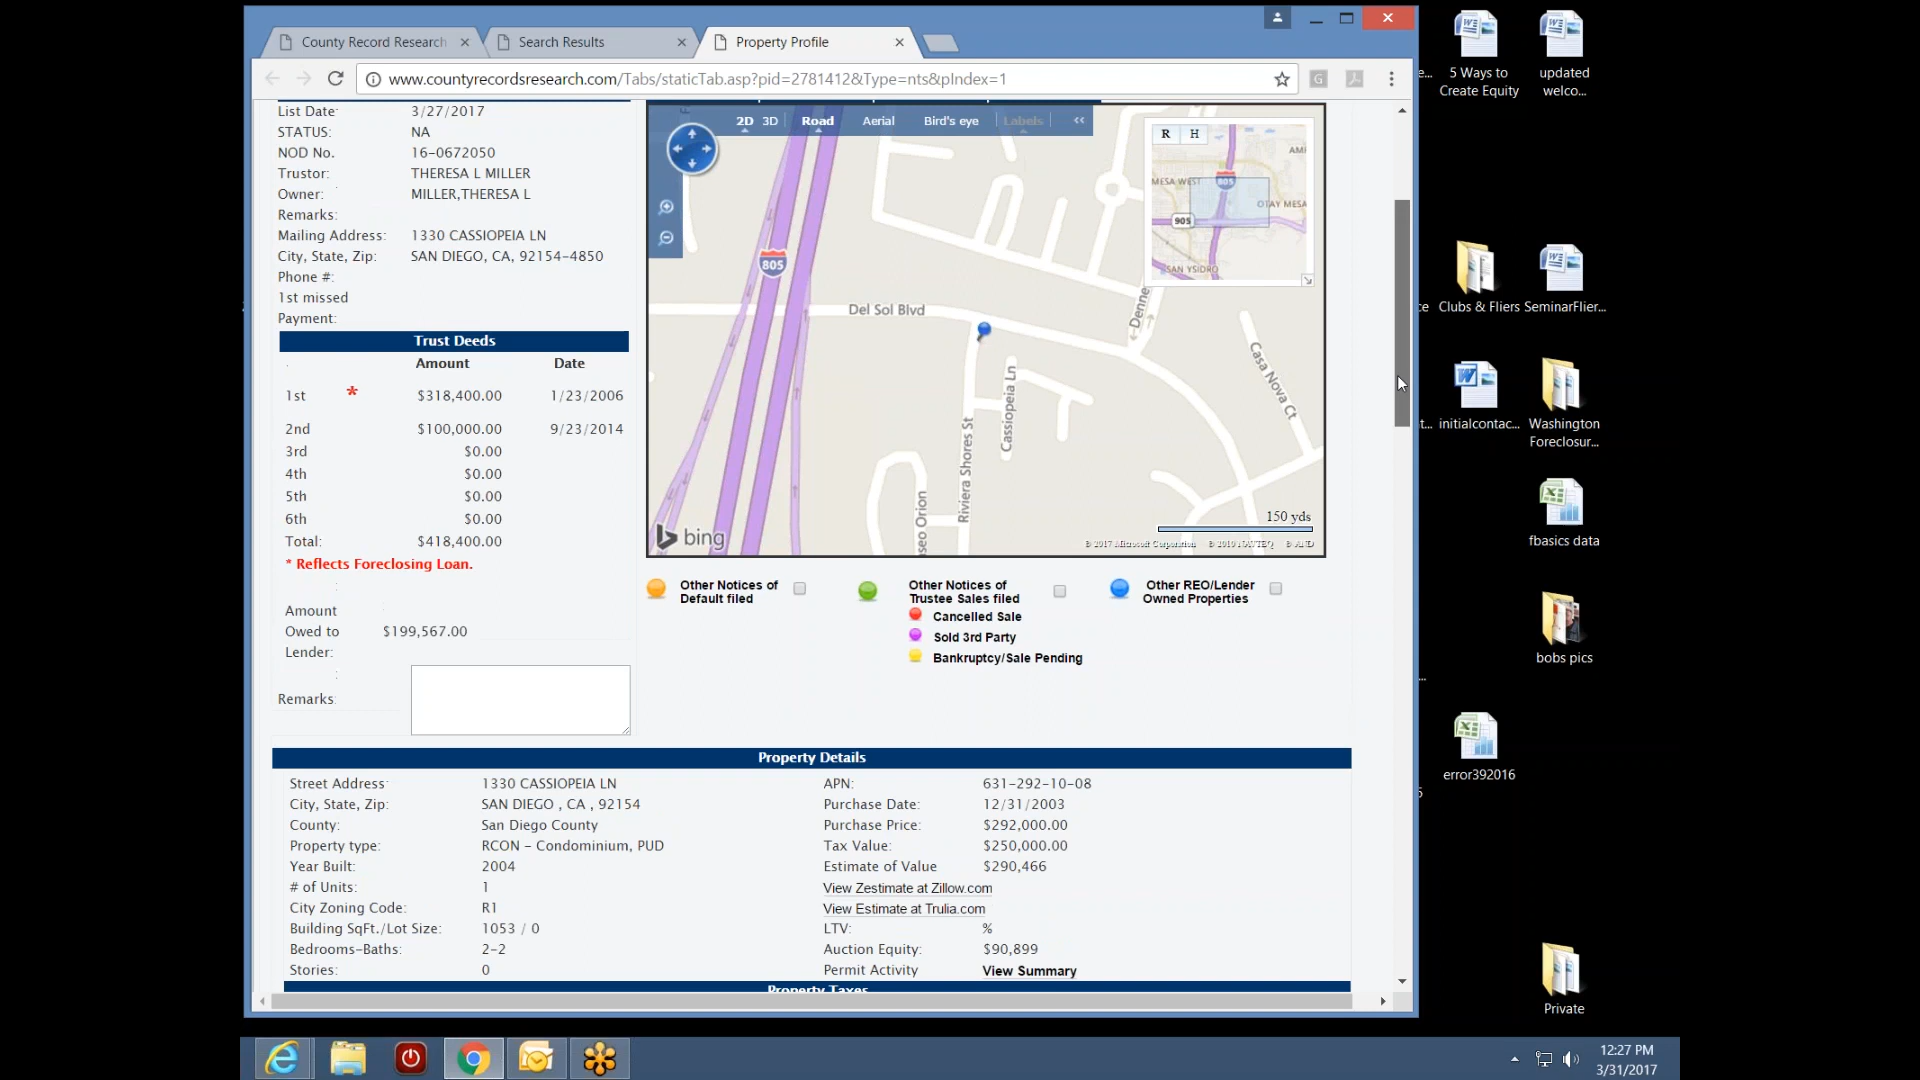 County Record Research
Search Results
Property Profile
www.countyrecordsresearch.com/Tabs/staticTab.asp?pid=2781412&Type=nts&pIndex=1
List Date: 3/27/2017
STATUS: NA
NOD No. 16-0672050
Trustor: THERESA L MILLER
Owner: MILLER,THERESA L
Remarks:
Mailing Address: 1330 CASSIOPEIA LN
City, State, Zip: SAN DIEGO, CA, 92154-4850
Phone #:
1st missed
Payment:
Trust Deeds
Amount Date
1st * $318,400.00 1/23/2006
2nd $100,000.00 9/23/2014
3rd $0.00
4th $0.00
5th $0.00
6th $0.00
Total: $418,400.00
* Reflects Foreclosing Loan.
Amount
Owed to $199,567.00
Lender:
Remarks:
2D 3D Road Aerial Bird's eye Labels «
R H
MESA WEST
805
OTAY MESA
905
SAN YSIDRO
805
Del Sol Blvd
Denne
Casa Nova Ct
Cassiopeia Ln
Riviera Shores St
seo Orion
150 yds
bing
© 2017 Microsoft Corporation © 2010 NAVTEQ © AND
Other Notices of
Default filed
Other Notices of
Trustee Sales filed
Cancelled Sale
Sold 3rd Party
Bankruptcy/Sale Pending
Other REO/Lender
Owned Properties
Property Details
Street Address: 1330 CASSIOPEIA LN
City, State, Zip: SAN DIEGO , CA , 92154
County: San Diego County
Property type: RCON - Condominium, PUD
Year Built: 2004
# of Units: 1
City Zoning Code: R1
Building SqFt./Lot Size: 1053 / 0
Bedrooms-Baths: 2-2
Stories: 0
APN: 631-292-10-08
Purchase Date: 12/31/2003
Purchase Price: $292,000.00
Tax Value: $250,000.00
Estimate of Value $290,466
View Zestimate at Zillow.com
View Estimate at Trulia.com
LTV: %
Auction Equity: $90,899
Permit Activity View Summary
Property Taxes
5 Ways to
Create Equity
updated
welco...
Clubs & Fliers
SeminarFlier...
initialcontac...
Washington
Foreclosur...
fbasics data
bobs pics
error392016
Private
12:27 PM
3/31/2017